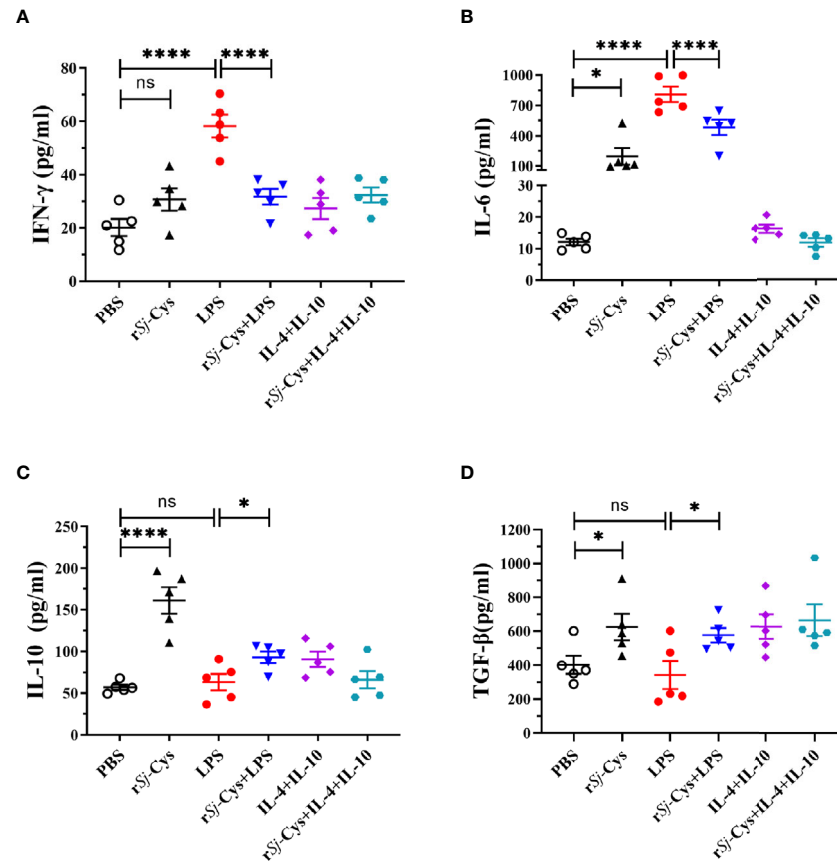 A
**** ****
ns
IFN-γ (pg/ml)
80
60
40
20
0
PBS
rSj-Cys
LPS
rSj-Cys+LPS
IL-4+IL-10
rSj-Cys+IL-4+IL-10
B
**** ****
*
IL-6 (pg/ml)
1000
700
400
100
20
15
10
5
0
PBS
rSj-Cys
LPS
rSj-Cys+LPS
IL-4+IL-10
rSj-Cys+IL-4+IL-10
C
ns *
****
IL-10 (pg/ml)
250
200
150
100
50
0
PBS
rSj-Cys
LPS
rSj-Cys+LPS
IL-4+IL-10
rSj-Cys+IL-4+IL-10
D
ns *
*
TGF-β(pg/ml)
1200
1000
800
600
400
200
0
PBS
rSj-Cys
LPS
rSj-Cys+LPS
IL-4+IL-10
rSj-Cys+IL-4+IL-10